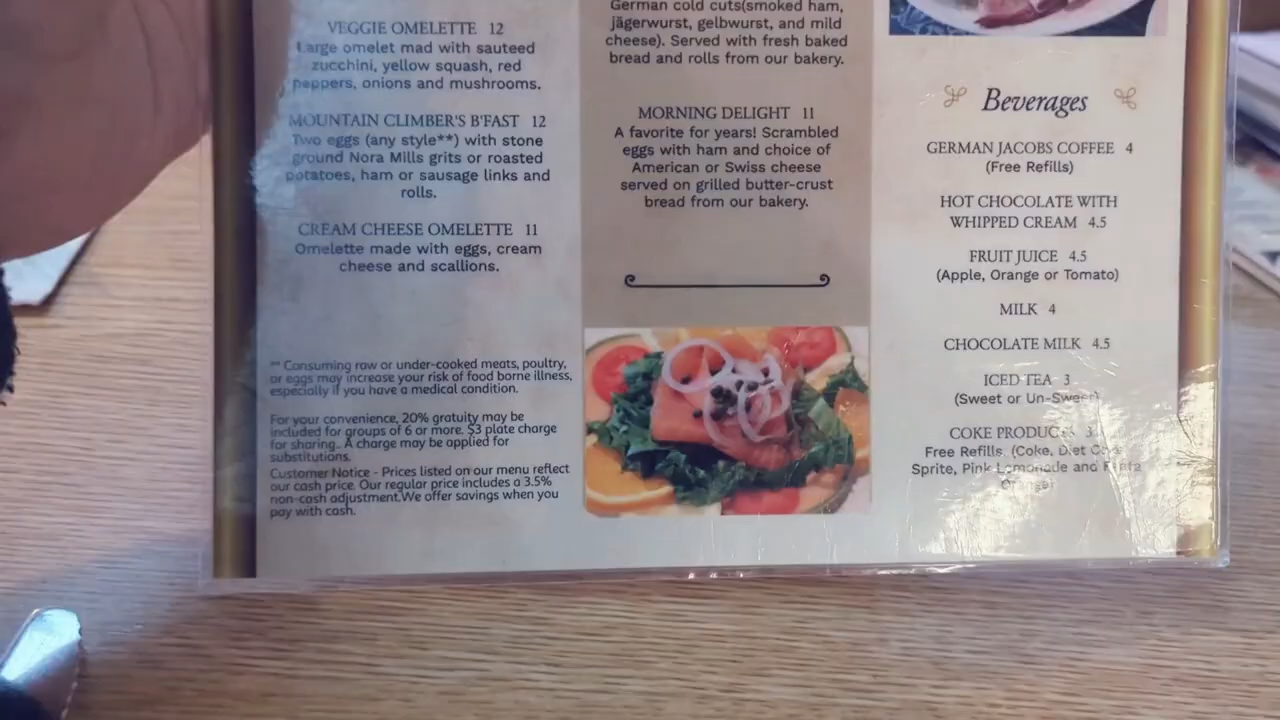 VEGGIE OMELETTE 12
Large omelet mad with sauteed
zucchini, yellow squash, red
peppers, onions and mushrooms.
MOUNTAIN CLIMBER'S B'FAST 12
Two eggs (any style**) with stone
ground Nora Mills grits or roasted
potatoes, ham or sausage links and
rolls.
CREAM CHEESE OMELETTE 11
Omelette made with eggs, cream
cheese and scallions.
** Consuming raw or under-cooked meats, poultry,
or eggs may increase your risk of food borne illness,
especially if you have a medical condition.
For your convenience, 20% gratuity may be
included for groups of 6 or more. $3 plate charge
for sharing. A charge may be applied for
substitutions.
Customer Notice - Prices listed on our menu reflect
our cash price. Our regular price includes a 3.5%
non-cash adjustment.We offer savings when you
pay with cash.
German cold cuts(smoked ham,
jägerwurst, gelbwurst, and mild
cheese). Served with fresh baked
bread and rolls from our bakery.
MORNING DELIGHT 11
A favorite for years! Scrambled
eggs with ham and choice of
American or Swiss cheese
served on grilled butter-crust
bread from our bakery.
Beverages
GERMAN JACOBS COFFEE 4
(Free Refills)
HOT CHOCOLATE WITH
WHIPPED CREAM 4.5
FRUIT JUICE 4.5
(Apple, Orange or Tomato)
MILK 4
CHOCOLATE MILK 4.5
ICED TEA 3
(Sweet or Un-Sweet)
COKE PRODUCTS
Free Refills. (Coke, Diet Coke
Sprite, Pink Lemonade and Fanta
Orange)